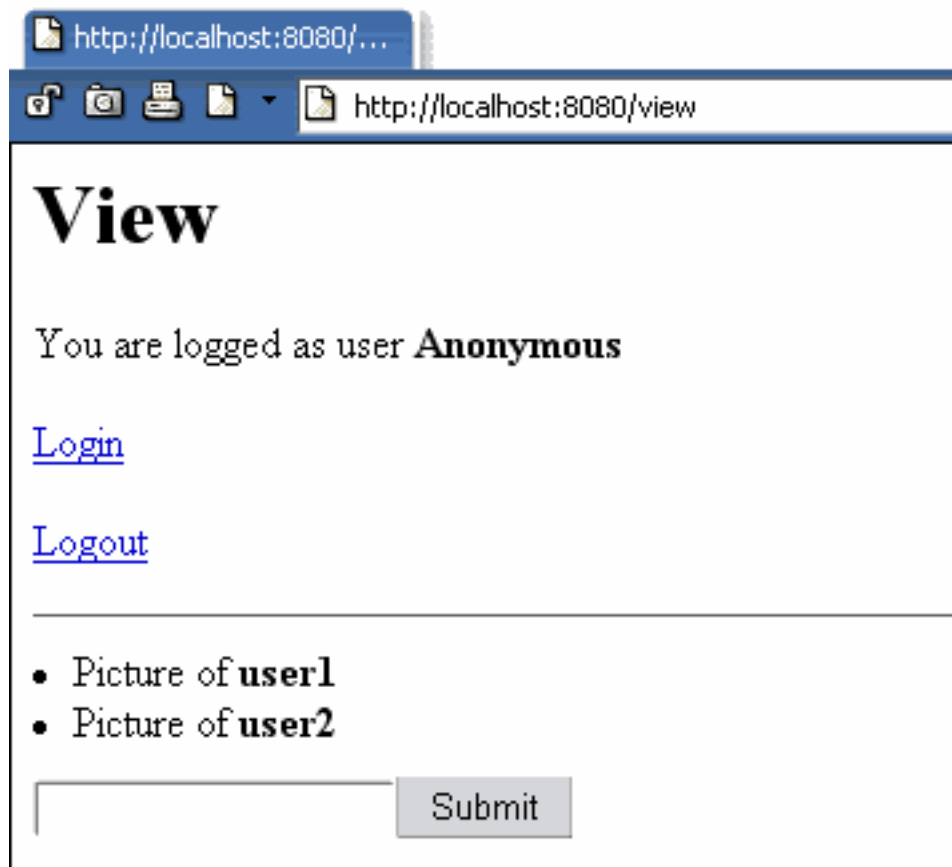 http://localhost:8080/...
http://localhost:8080/view
View
You are logged as user Anonymous
Login
Logout
Picture of user1
Picture of user2
Submit